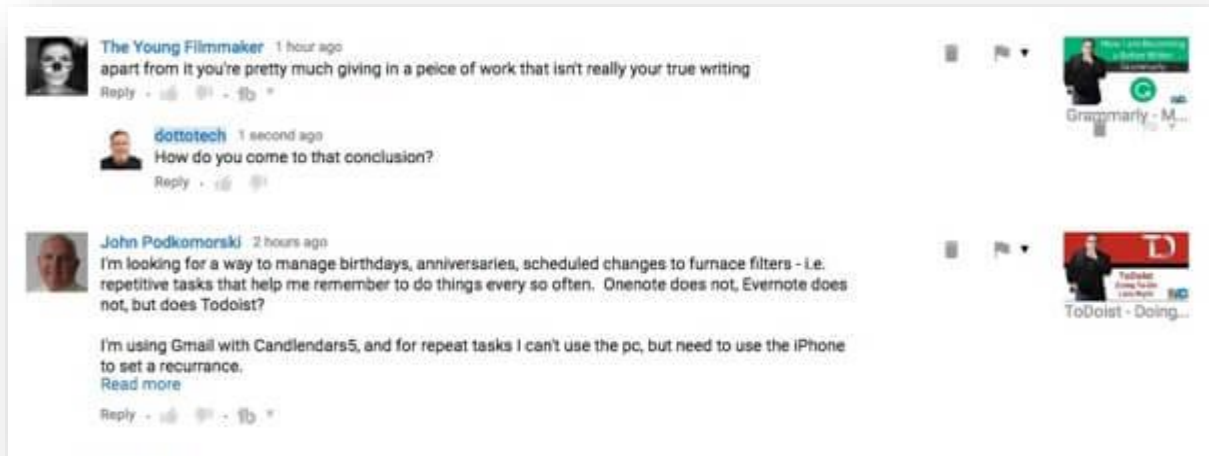 The Young Filmmaker 1 hour ago
apart from it you're pretty much giving in a peice of work that isn't really your true writing
Reply
Grammarly - M...
dottotech 1 second ago
How do you come to that conclusion?
Reply
John Podkomorski 2 hours ago
I'm looking for a way to manage birthdays, anniversaries, scheduled changes to furnace filters - i.e.
repetitive tasks that help me remember to do things every so often. Onenote does not, Evernote does
not, but does Todoist?
ToDoist - Doing...
I'm using Gmail with Candlendars5, and for repeat tasks I can't use the pc, but need to use the iPhone
to set a recurrance.
Read more
Reply